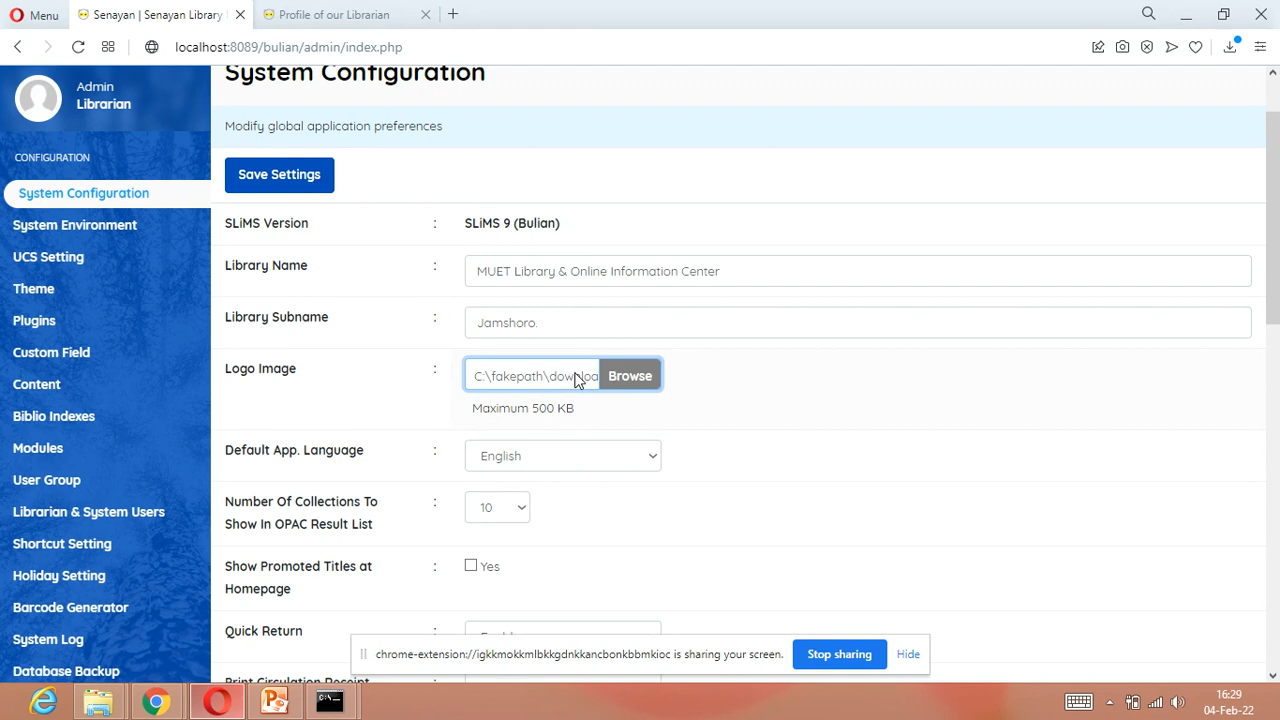 Menu
Senayan | Senayan Library
Profile of our Librarian
localhost:8089/bulian/admin/index.php
Admin
Librarian
System Configuration
Modify global application preferences
CONFIGURATION
Save Settings
System Configuration
System Environment
UCS Setting
Theme
Plugins
Custom Field
Content
Biblio Indexes
Modules
User Group
Librarian & System Users
Shortcut Setting
Holiday Setting
Barcode Generator
System Log
Database Backup
SLiMS Version : SLiMS 9 (Bulian)
Library Name : MUET Library & Online Information Center
Library Subname : Jamshoro.
Logo Image : C:\fakepath\downloa Browse
Maximum 500 KB
Default App. Language : English
Number Of Collections To
Show In OPAC Result List : 10
Show Promoted Titles at
Homepage : Yes
Quick Return :
chrome-extension://igkkmokkmlbkkgdnkkancbonkbbmkioc is sharing your screen. Stop sharing Hide
Print Circulation Receipt
16:29
04-Feb-22